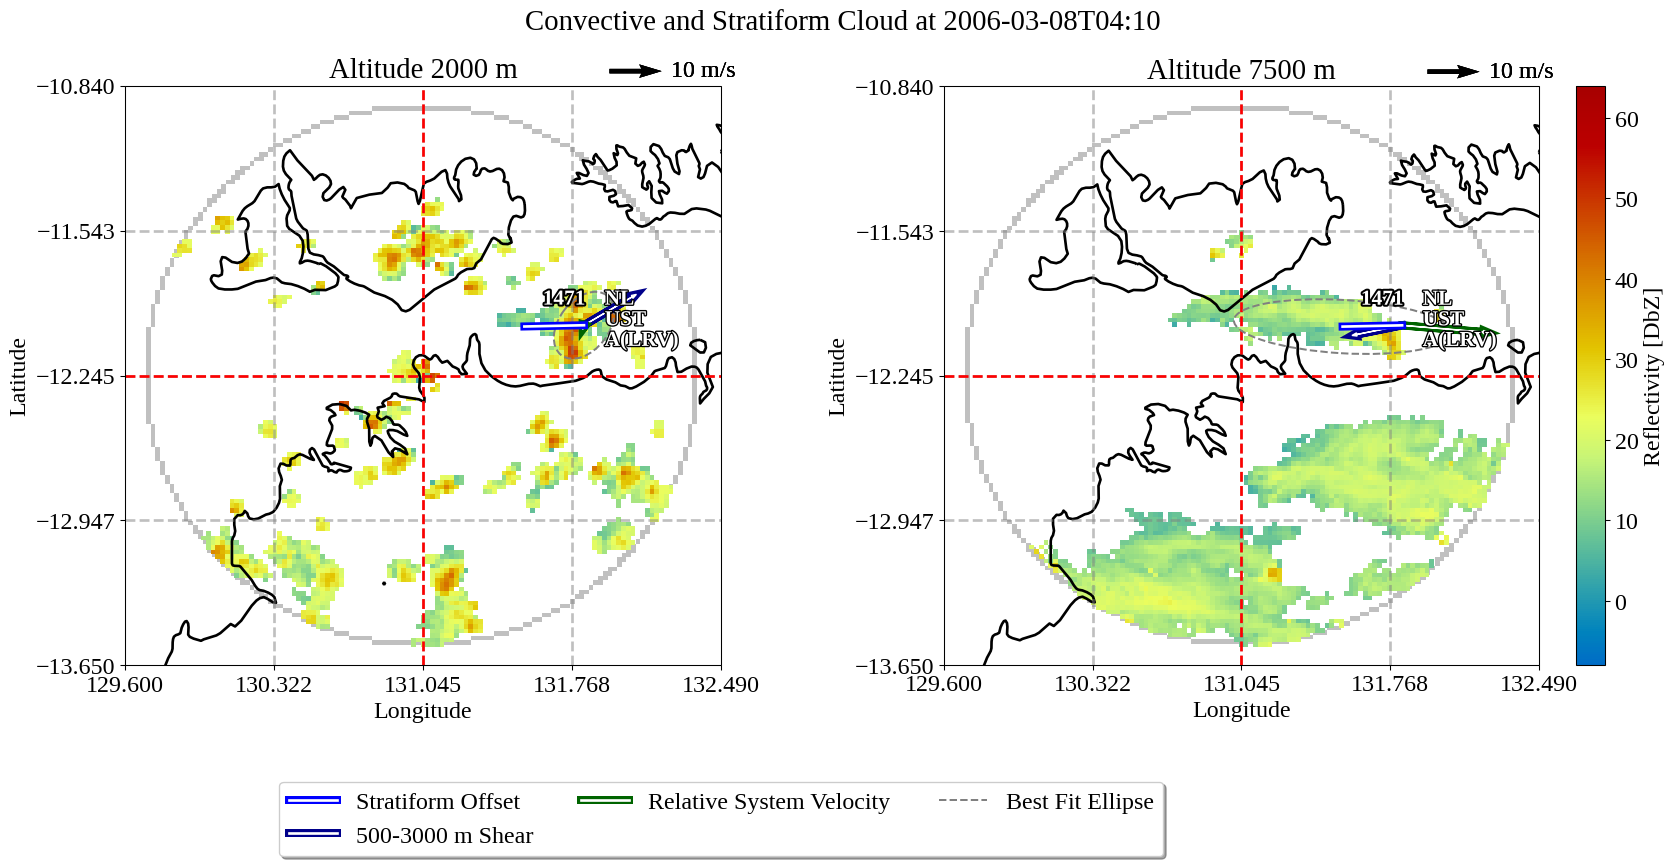 Convective and Stratiform Cloud at 2006-03-08T04:10
Altitude 2000 m
10 m/s
Altitude 7500 m
10 m/s
−10.840
−11.543
−12.245
−12.947
−13.650
Latitude
129.600
130.322
131.045
131.768
132.490
Longitude
1471
NL
UST
A(LRV)
−10.840
−11.543
−12.245
−12.947
−13.650
Latitude
129.600
130.322
131.045
131.768
132.490
Longitude
1471
NL
UST
A(LRV)
60
50
40
30
20
10
0
Reflectivity [DbZ]
Stratiform Offset
500-3000 m Shear
Relative System Velocity
Best Fit Ellipse